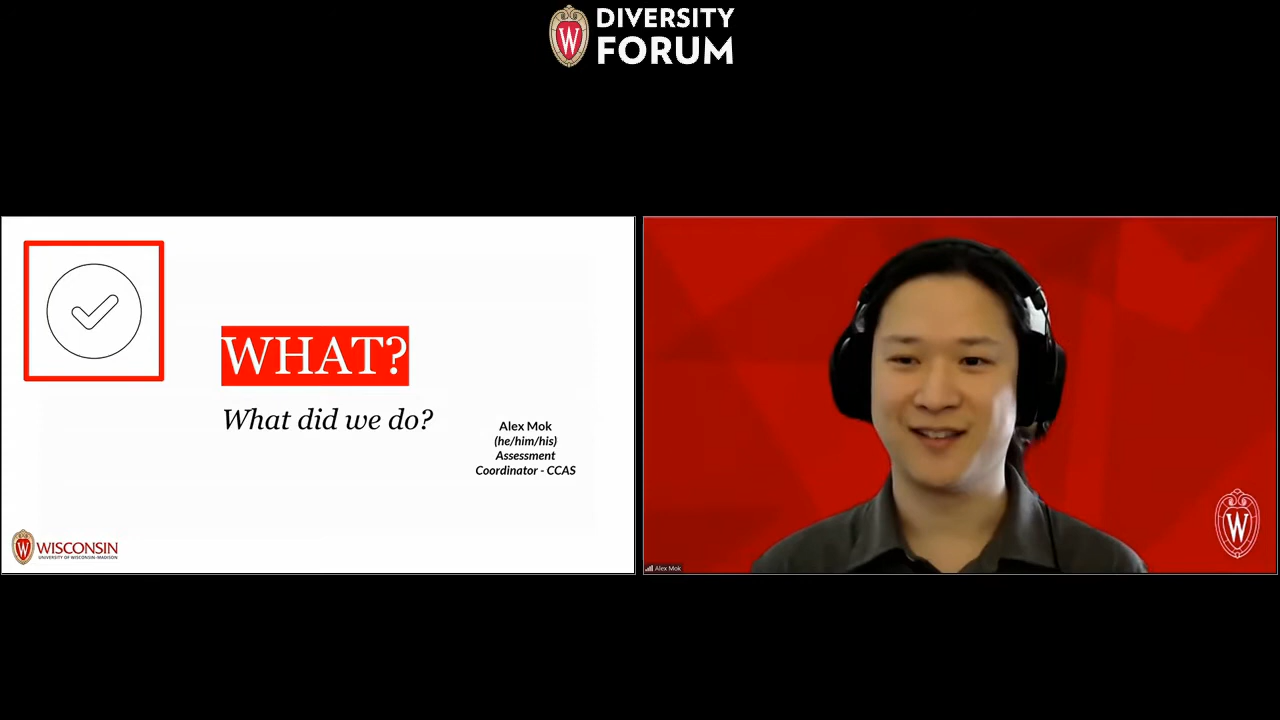 DIVERSITY
FORUM
WHAT?
What did we do?
Alex Mok
(he/him/his)
Assessment
Coordinator - CCAS
W
WISCONSIN
UNIVERSITY OF WISCONSIN–MADISON
Alex Mok
W